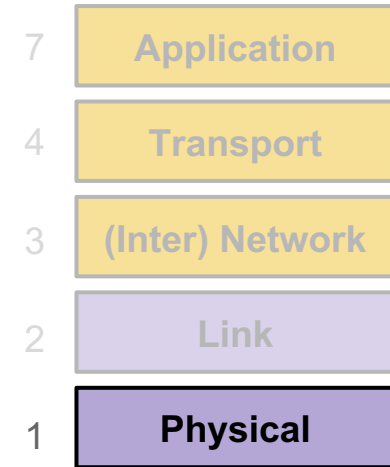 7 Application
4 Transport
3 (Inter) Network
2 Link
1 Physical